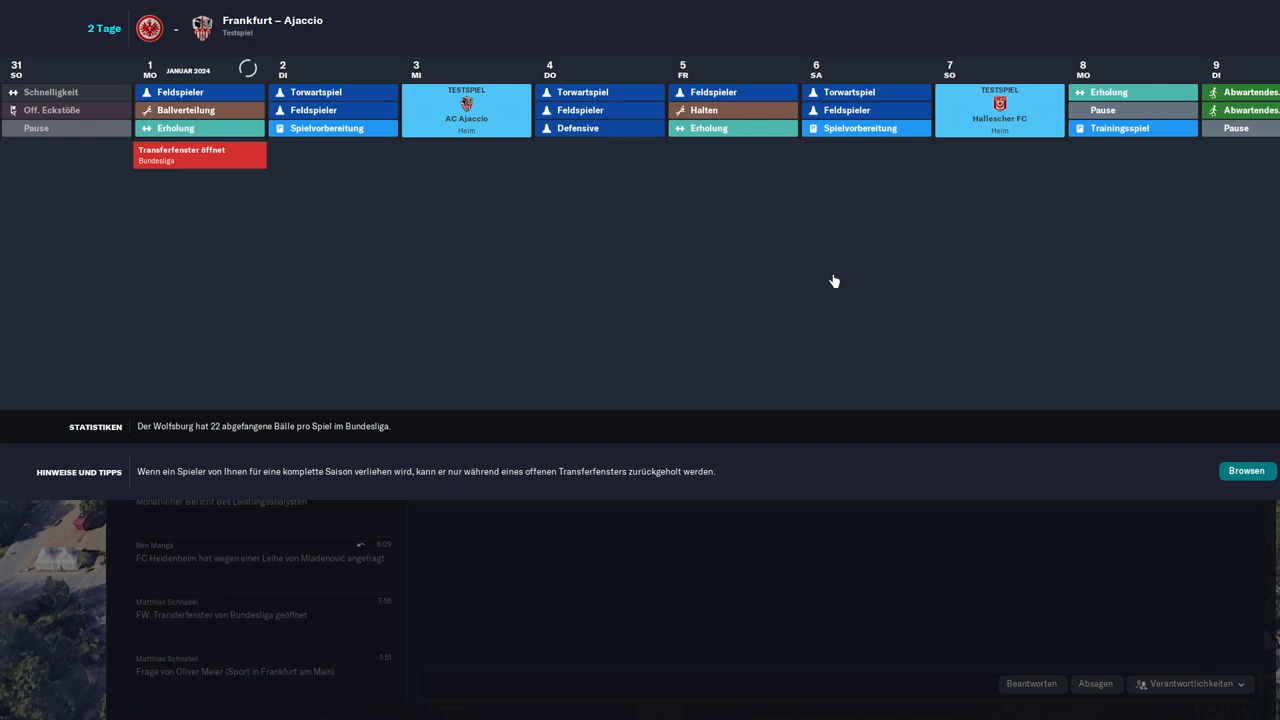 2 Tage
-
Frankfurt – Ajaccio
Testspiel
31
SO
1
MO
JANUAR 2024
2
DI
3
MI
4
DO
5
FR
6
SA
7
SO
8
MO
9
DI
Schnelligkeit
Off. Eckstöße
Pause
Feldspieler
Ballverteilung
Erholung
Transferfenster öffnet
Bundesliga
Torwartspiel
Feldspieler
Spielvorbereitung
TESTSPIEL
AC Ajaccio
Heim
Torwartspiel
Feldspieler
Defensive
Feldspieler
Halten
Erholung
Torwartspiel
Feldspieler
Spielvorbereitung
TESTSPIEL
Hallescher FC
Heim
Erholung
Pause
Trainingsspiel
Abwartendes.
Abwartendes.
Pause
STATISTIKEN
Der Wolfsburg hat 22 abgefangene Bälle pro Spiel im Bundesliga.
HINWEISE UND TIPPS
Wenn ein Spieler von Ihnen für eine komplette Saison verliehen wird, kann er nur während eines offenen Transferfensters zurückgeholt werden.
Browsen
Monatlicher Bericht des Leistungsanalysten
Ben Manga
8:09
FC Heidenheim hat wegen einer Leihe von Mladenović angefragt
Matthias Schnabel
7:56
FW: Transferfenster von Bundesliga geöffnet
Matthias Schnabel
7:51
Frage von Oliver Meier (Sport in Frankfurt am Main)
Beantworten
Absagen
Verantwortlichkeiten